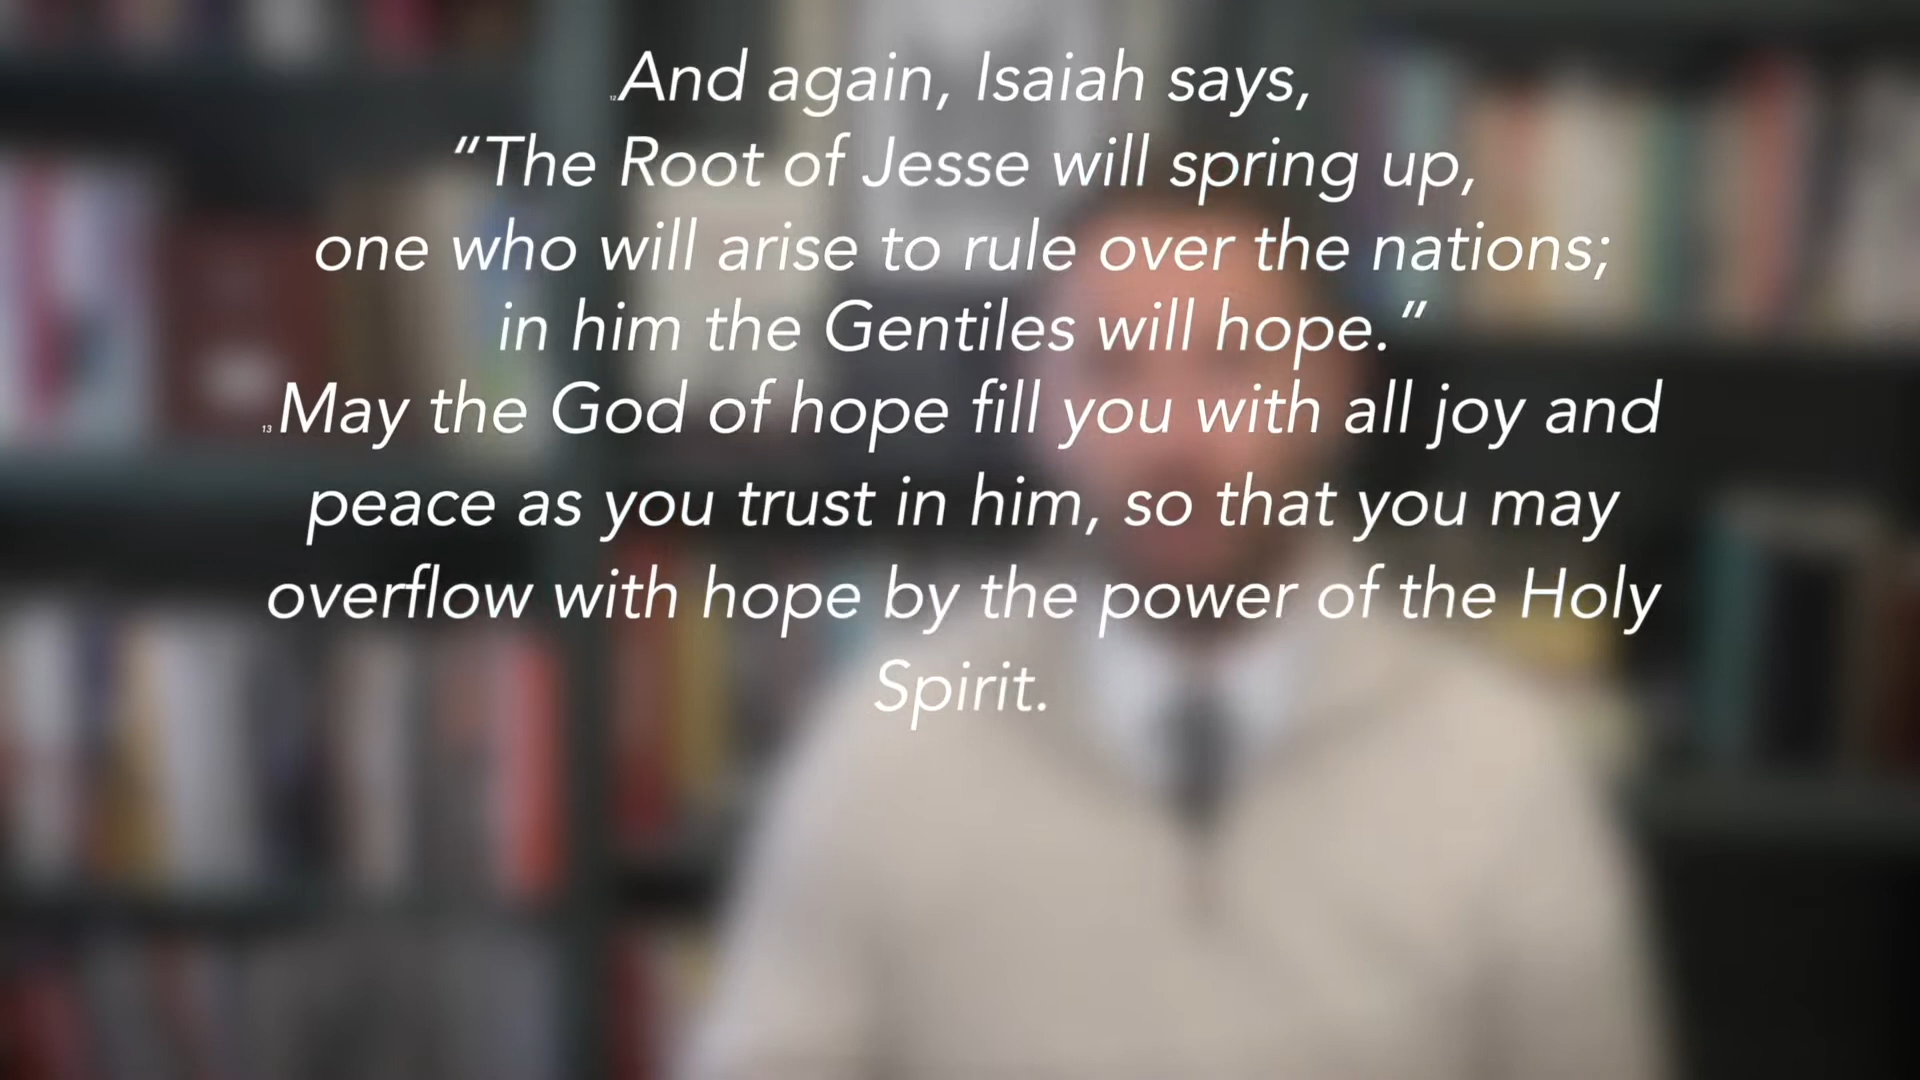 12 And again, Isaiah says,
“The Root of Jesse will spring up,
one who will arise to rule over the nations;
in him the Gentiles will hope.”
13 May the God of hope fill you with all joy and
peace as you trust in him, so that you may
overflow with hope by the power of the Holy
Spirit.